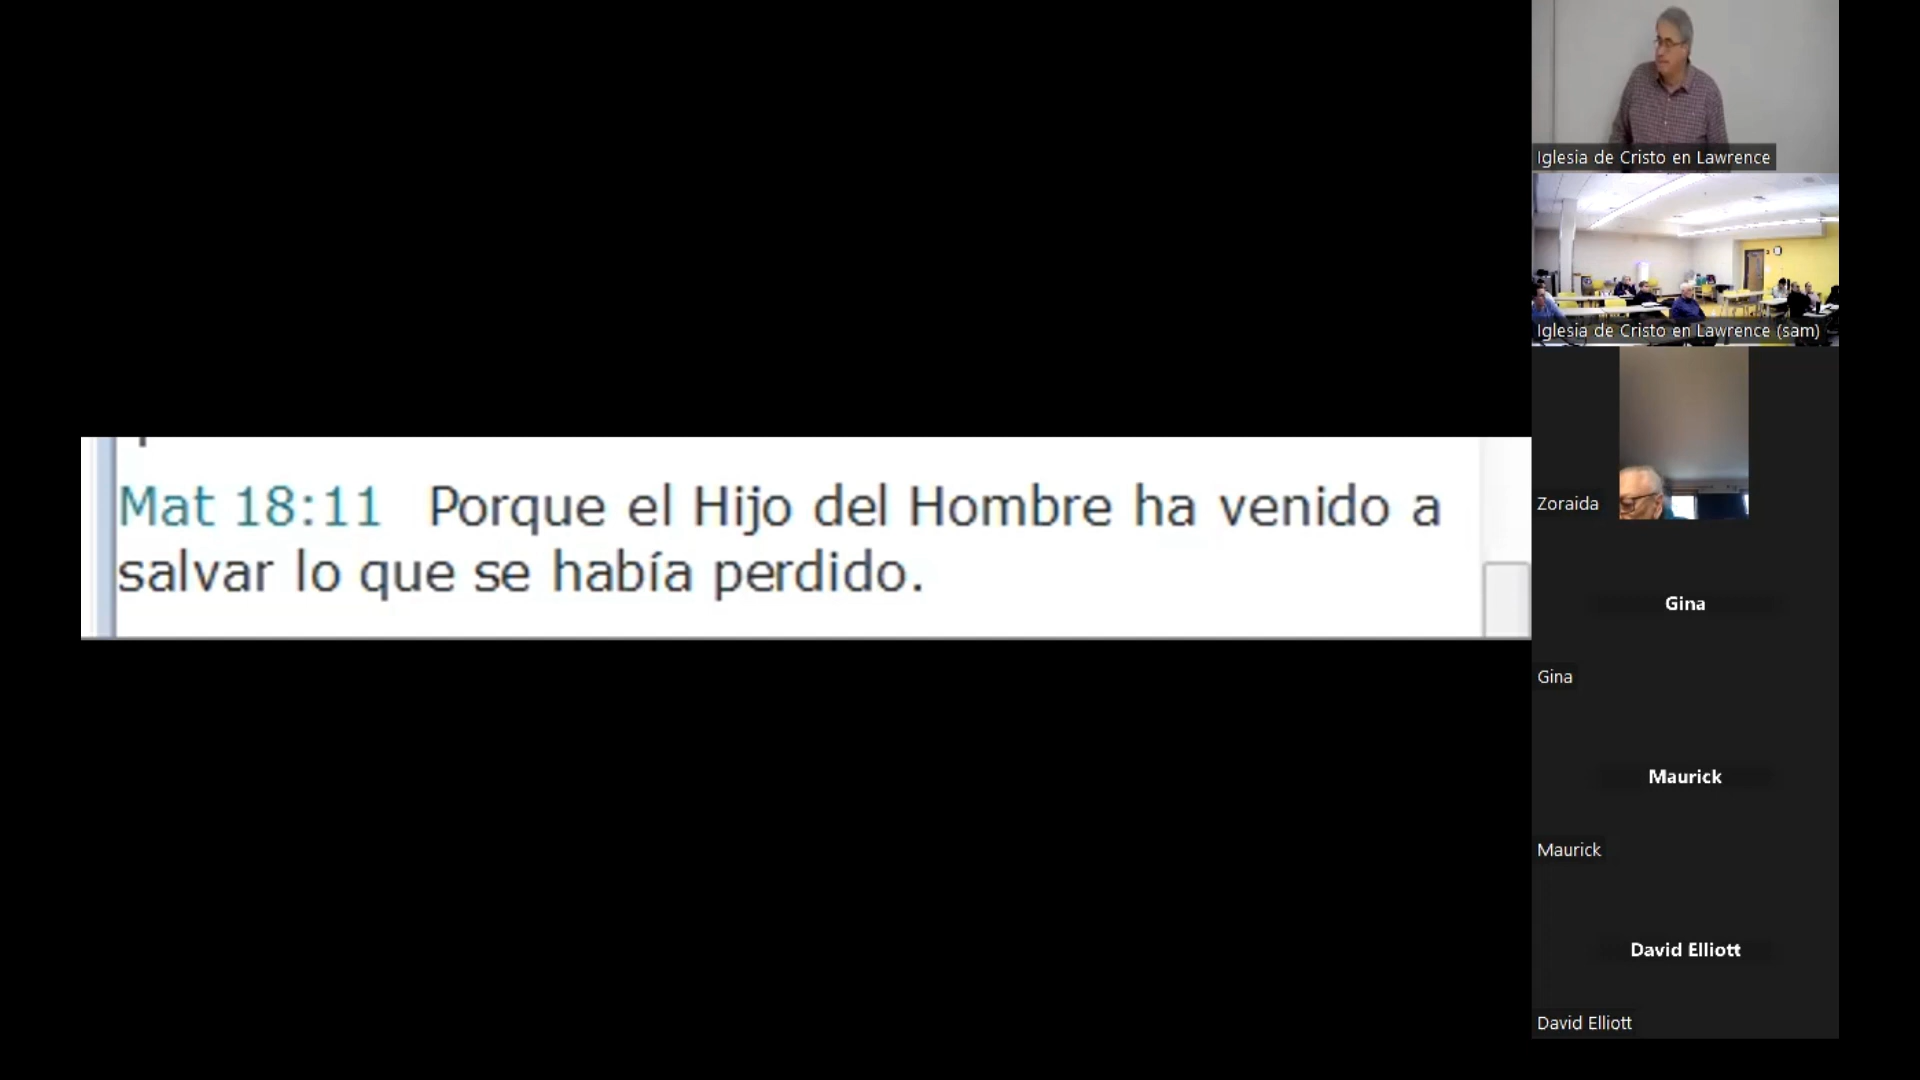 Mat 18:11 Porque el Hijo del Hombre ha venido a
salvar lo que se había perdido.
Iglesia de Cristo en Lawrence
Iglesia de Cristo en Lawrence (sam)
Zoraida
Gina
Gina
Maurick
Maurick
David Elliott
David Elliott